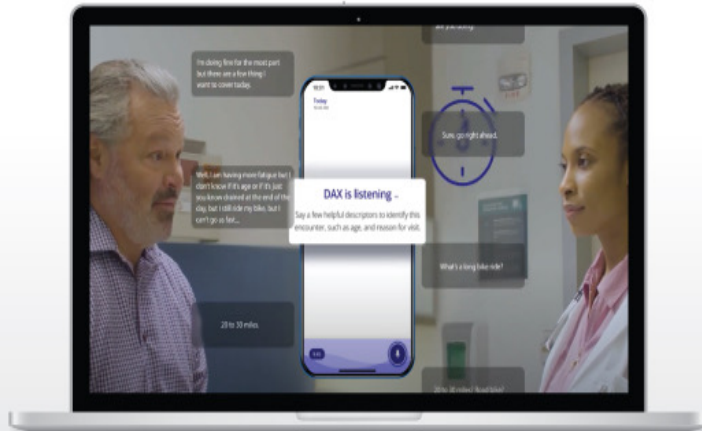 I'm doing fine for the most part
but there are a few thing I
want to cover today.
Sure, go right ahead.
Well, I am having more fatigue but I
don't know if it's age or if it's just
you know drained at the end of the
day, but I still ride my bike, but I
can't go as fast...
What's a long bike ride?
20 to 30 miles.
20 to 30 miles? Road bike?
10:31
Today
DAX is listening ..
Say a few helpful descriptors to identify this
encounter, such as age, and reason for visit.